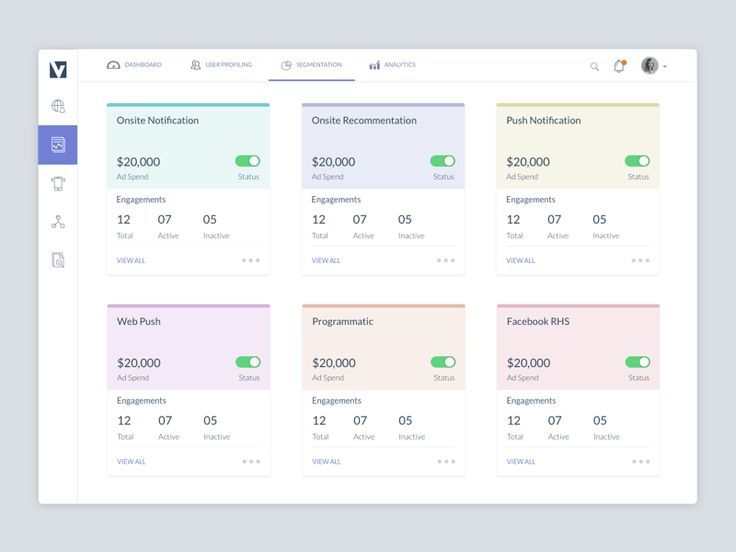 V
DASHBOARD
USER PROFILING
SEGMENTATION
ANALYTICS
Onsite Notification
$20,000
Ad Spend
Status
Engagements
12 07 05
Total Active Inactive
VIEW ALL
Onsite Recommentation
$20,000
Ad Spend
Status
Engagements
12 07 05
Total Active Inactive
VIEW ALL
Push Notification
$20,000
Ad Spend
Status
Engagements
12 07 05
Total Active Inactive
VIEW ALL
Web Push
$20,000
Ad Spend
Status
Engagements
12 07 05
Total Active Inactive
VIEW ALL
Programmatic
$20,000
Ad Spend
Status
Engagements
12 07 05
Total Active Inactive
VIEW ALL
Facebook RHS
$20,000
Ad Spend
Status
Engagements
12 07 05
Total Active Inactive
VIEW ALL